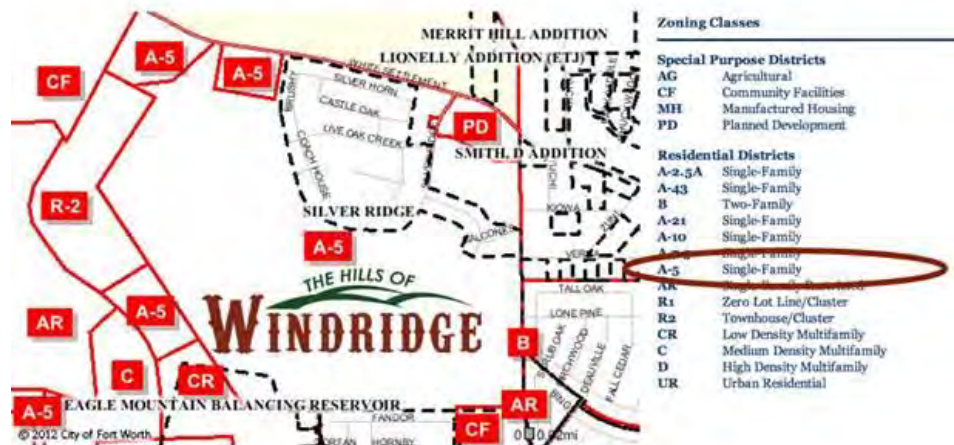 MERRIT HILL ADDITION
LIONELLY ADDITION (ETJ)
A-5
CF
A-5
SILVER HORN
CASTLE OAK
LIVE OAK CREEK
BRUSHY
COACH HOUSE
PD
SMITH, D ADDITION
R-2
KIOWA
SILVER RIDGE
A-5
THE HILLS OF
WINDRIDGE
TALL OAK
LONE PINE
SCRUB OAK
DEAUVILLE
FALL CEDAR
AR
A-5
B
C
CR
AR
A-5
EAGLE MOUNTAIN BALANCING RESERVOIR
FANDOR
HORNBY
CF
© 2012 City of Fort Worth
Zoning Classes
Special Purpose Districts
AG Agricultural
CF Community Facilities
MH Manufactured Housing
PD Planned Development
Residential Districts
A-2.5A Single-Family
A-43 Single-Family
B Two-Family
A-21 Single-Family
A-10 Single-Family
Single-Family
A-5 Single-Family
AR
R1 Zero Lot Line/Cluster
R2 Townhouse/Cluster
CR Low Density Multifamily
C Medium Density Multifamily
D High Density Multifamily
UR Urban Residential